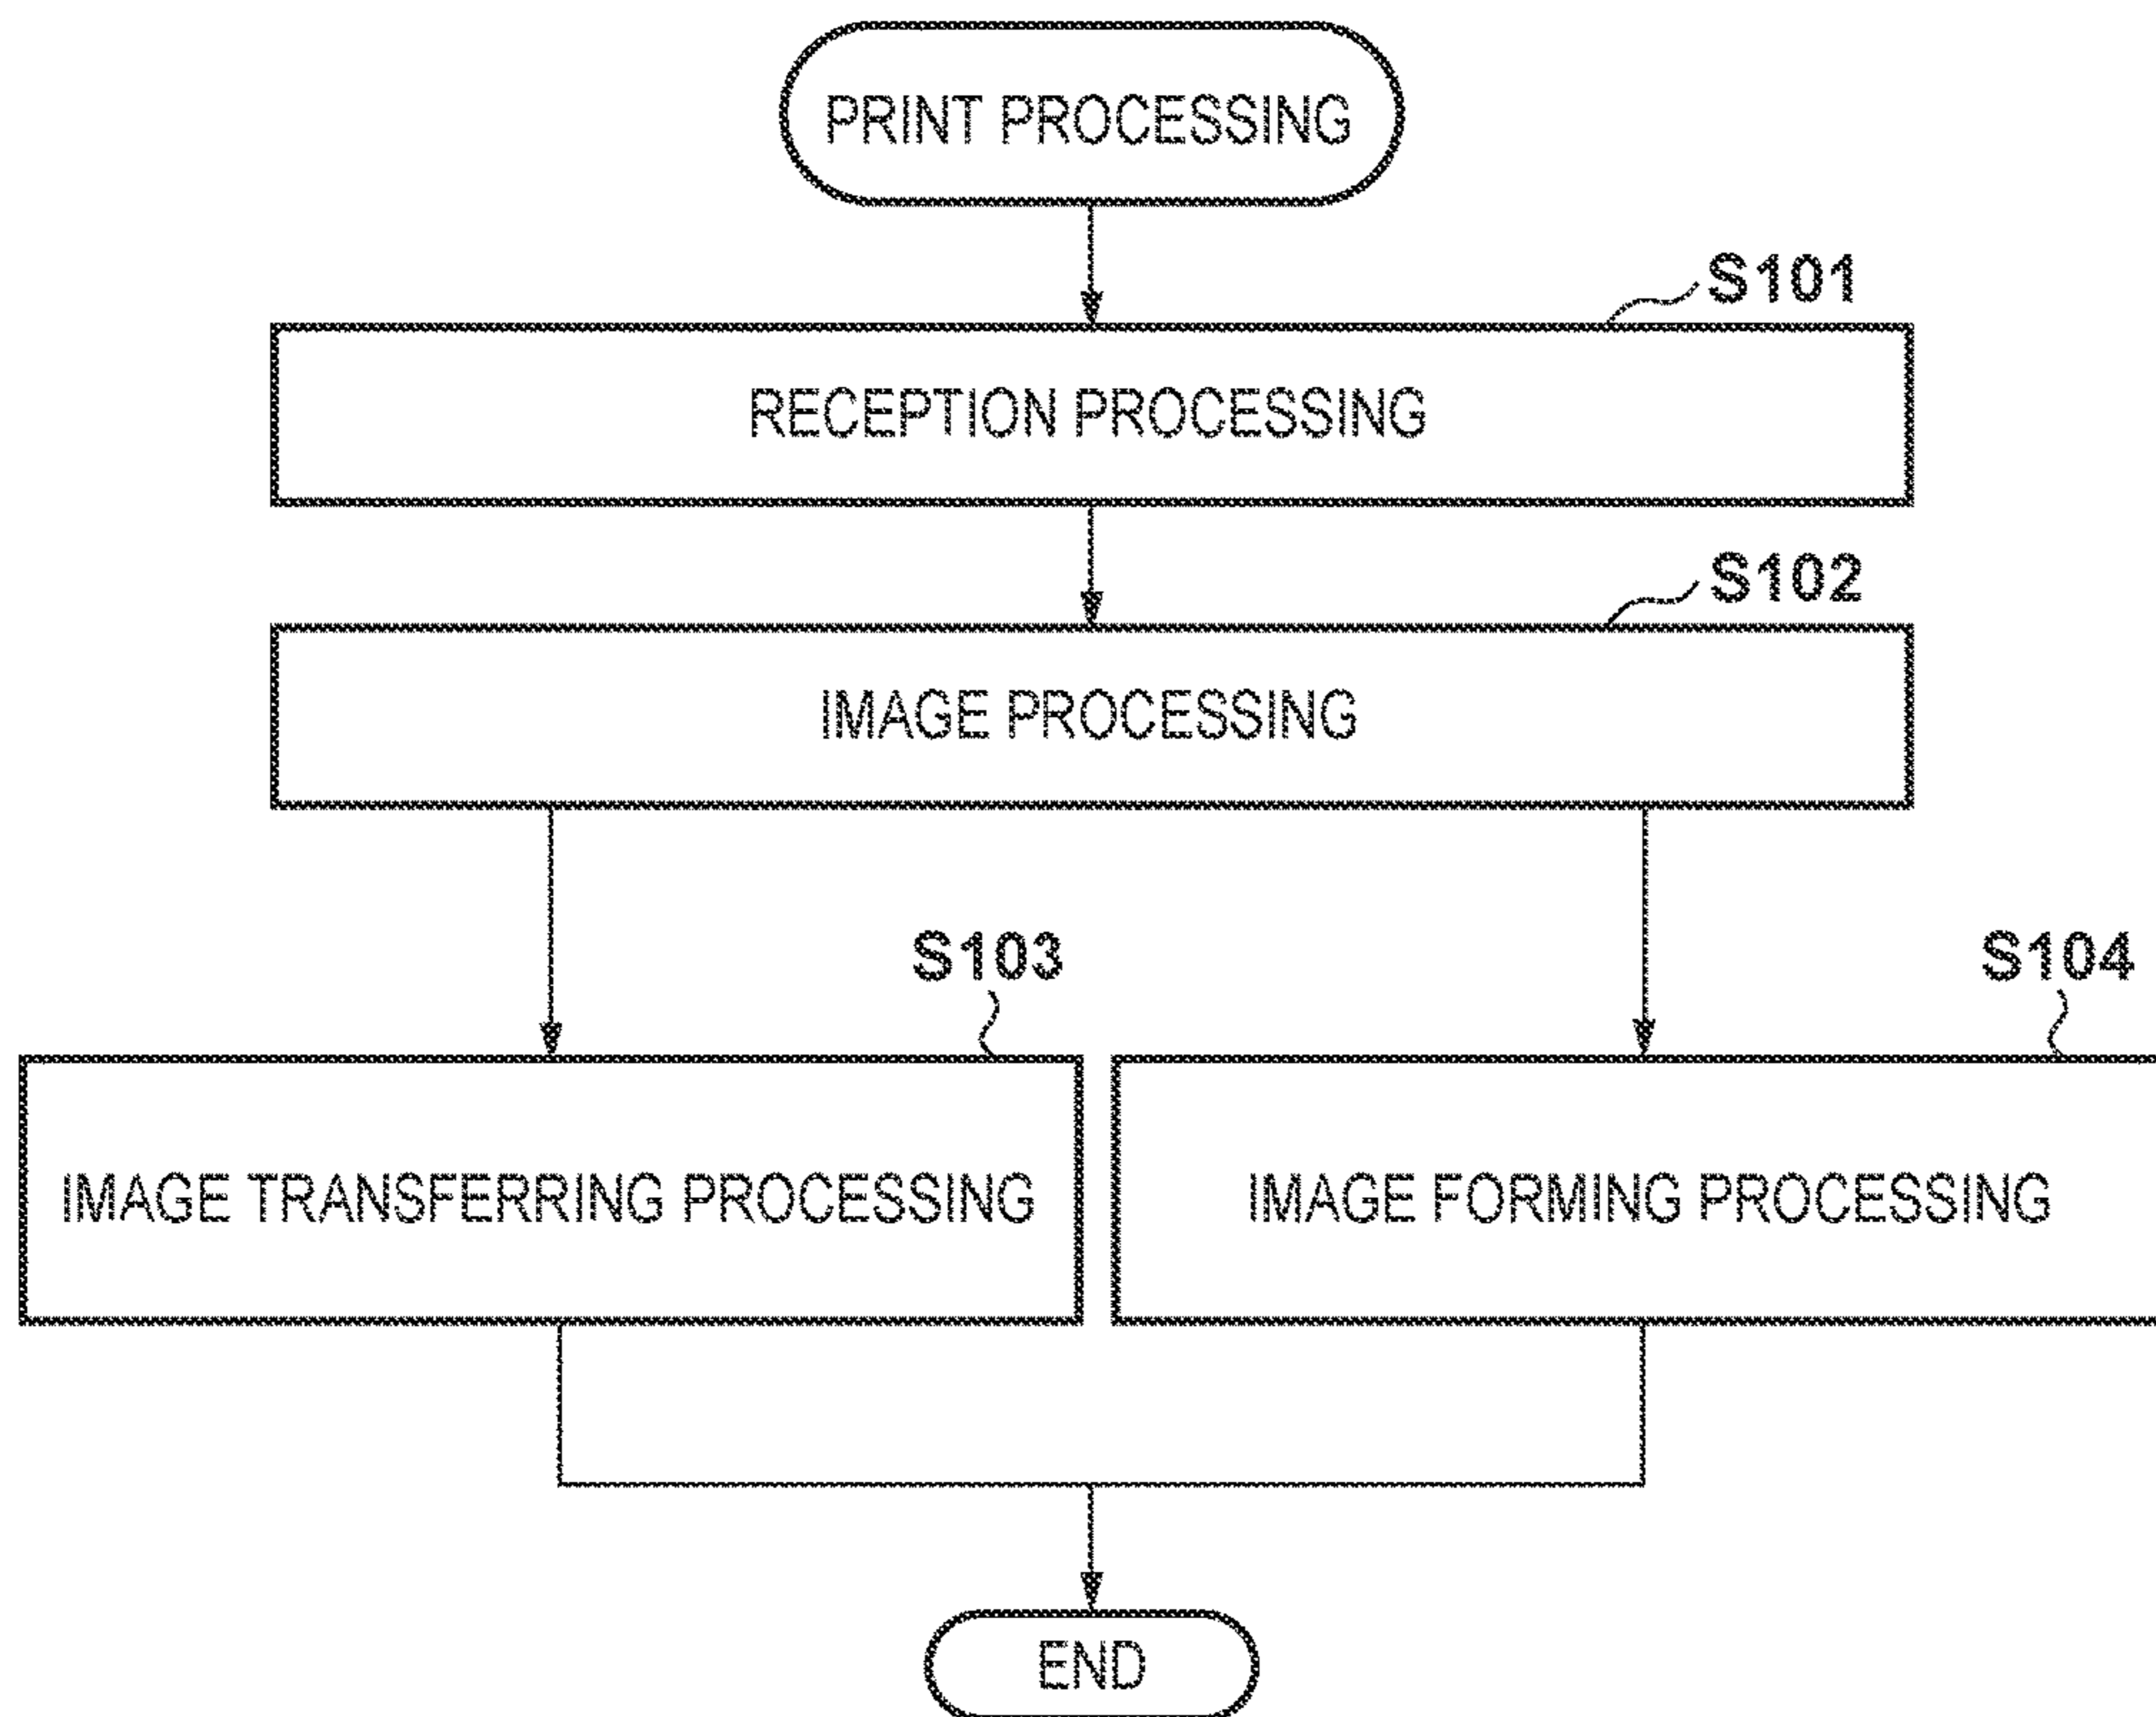 PRINT PROCESSING
S101
RECEPTION PROCESSING
S102
IMAGE PROCESSING
S103
S104
IMAGE TRANSFERRING PROCESSING
IMAGE FORMING PROCESSING
END